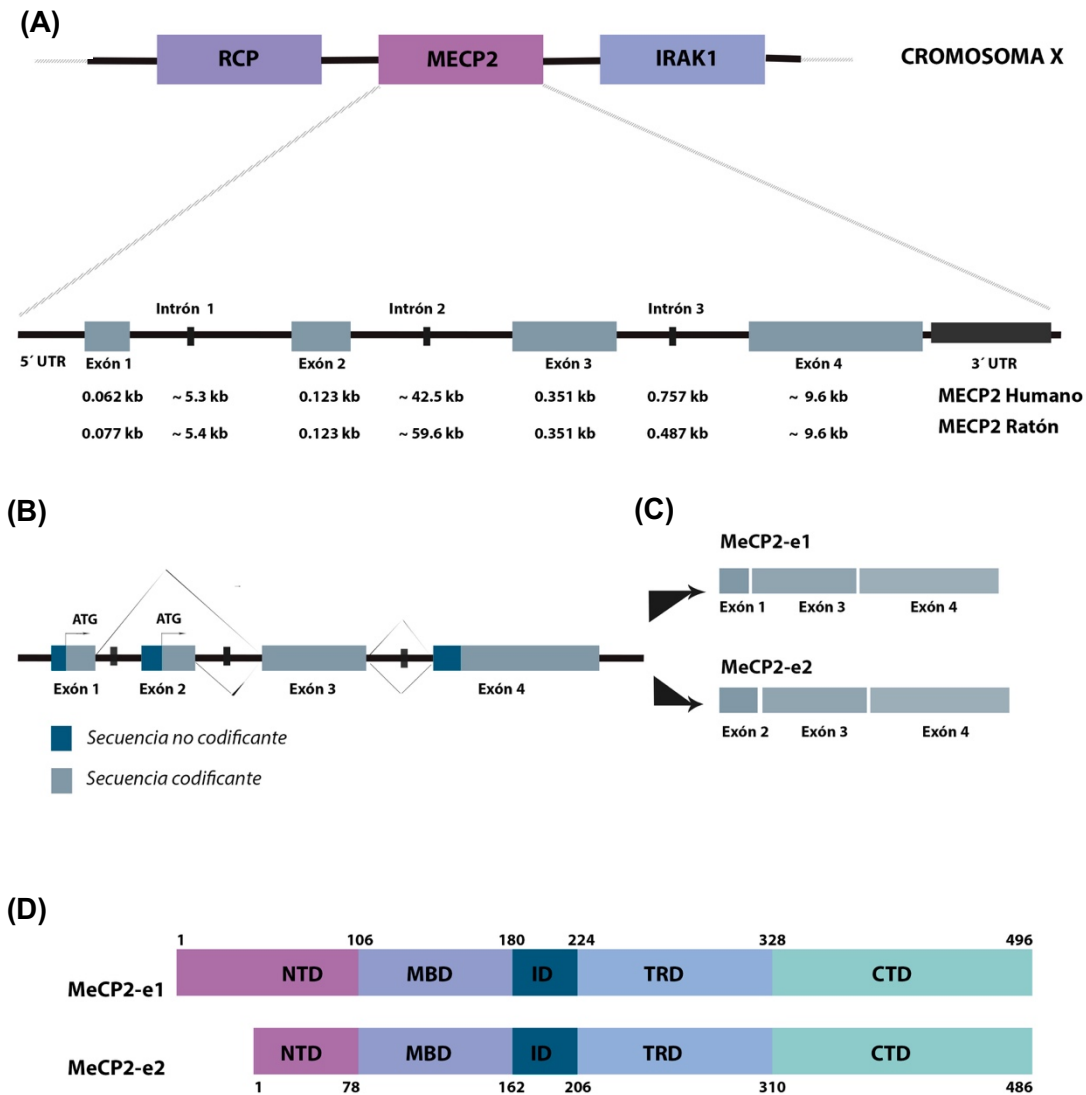 (A)
RCP MECP2 IRAK1 CROMOSOMA X
Intrón 1 Intrón 2 Intrón 3
5´ UTR Exón 1 Exón 2 Exón 3 Exón 4 3´ UTR
0.062 kb ~ 5.3 kb 0.123 kb ~ 42.5 kb 0.351 kb 0.757 kb ~ 9.6 kb MECP2 Humano
0.077 kb ~ 5.4 kb 0.123 kb ~ 59.6 kb 0.351 kb 0.487 kb ~ 9.6 kb MECP2 Ratón
(B)
ATG ATG
Exón 1 Exón 2 Exón 3 Exón 4
Secuencia no codificante
Secuencia codificante
(C)
MeCP2-e1
Exón 1 Exón 3 Exón 4
MeCP2-e2
Exón 2 Exón 3 Exón 4
(D)
1 106 180 224 328 496
MeCP2-e1 NTD MBD ID TRD CTD
MeCP2-e2 NTD MBD ID TRD CTD
1 78 162 206 310 486